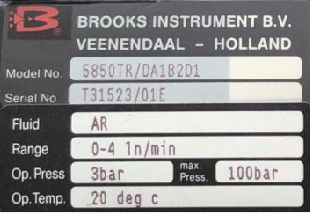 BROOKS INSTRUMENT B.V.
VEENENDAAL - HOLLAND
Model No. 5850TR/DA1B2D1
Serial No T31523/01E
Fluid AR
Range 0-4 ln/min
Op.Press 3bar max. Press. 100bar
Op.Temp. 20 deg c